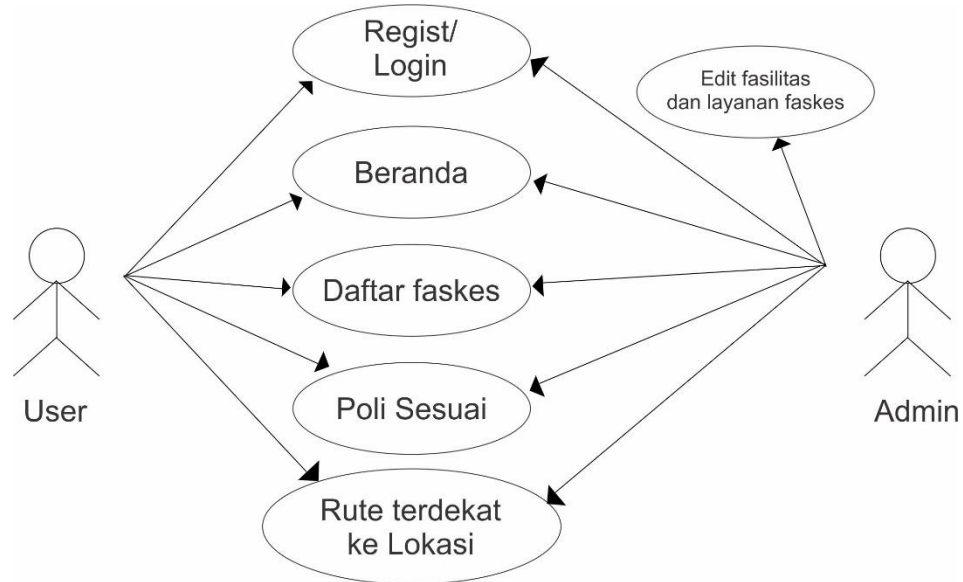 Regist/
Login
Edit fasilitas
dan layanan faskes
Beranda
Daftar faskes
Poli Sesuai
User
Admin
Rute terdekat
ke Lokasi